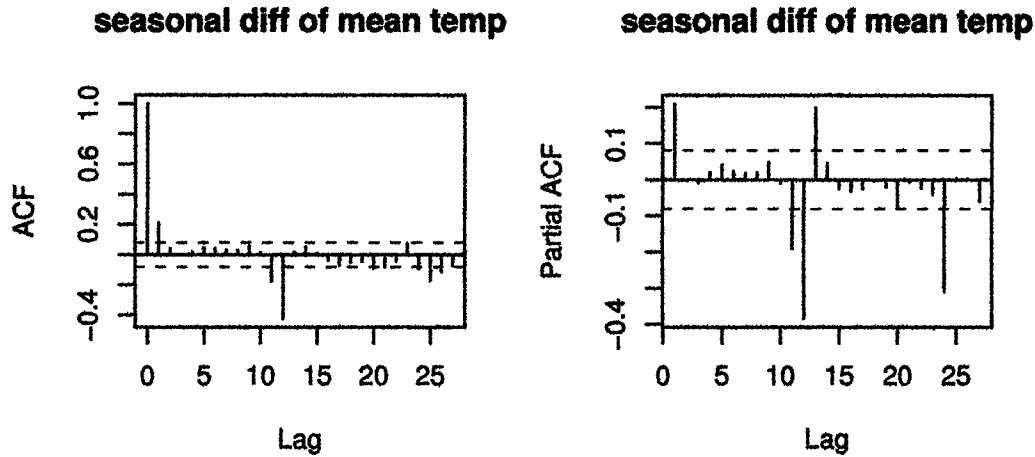 seasonal diff of mean temp
ACF
1.0
0.6
0.2
−0.4
0 5 10 15 20 25
Lag
seasonal diff of mean temp
Partial ACF
0.1
−0.1
−0.4
0 5 10 15 20 25
Lag